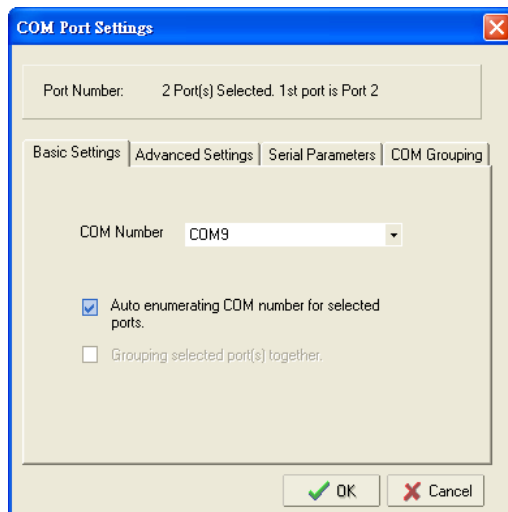 COM Port Settings
Port Number: 2 Port(s) Selected. 1st port is Port 2
Basic Settings Advanced Settings Serial Parameters COM Grouping
COM Number COM9
Auto enumerating COM number for selected
ports.
Grouping selected port(s) together.
OK Cancel